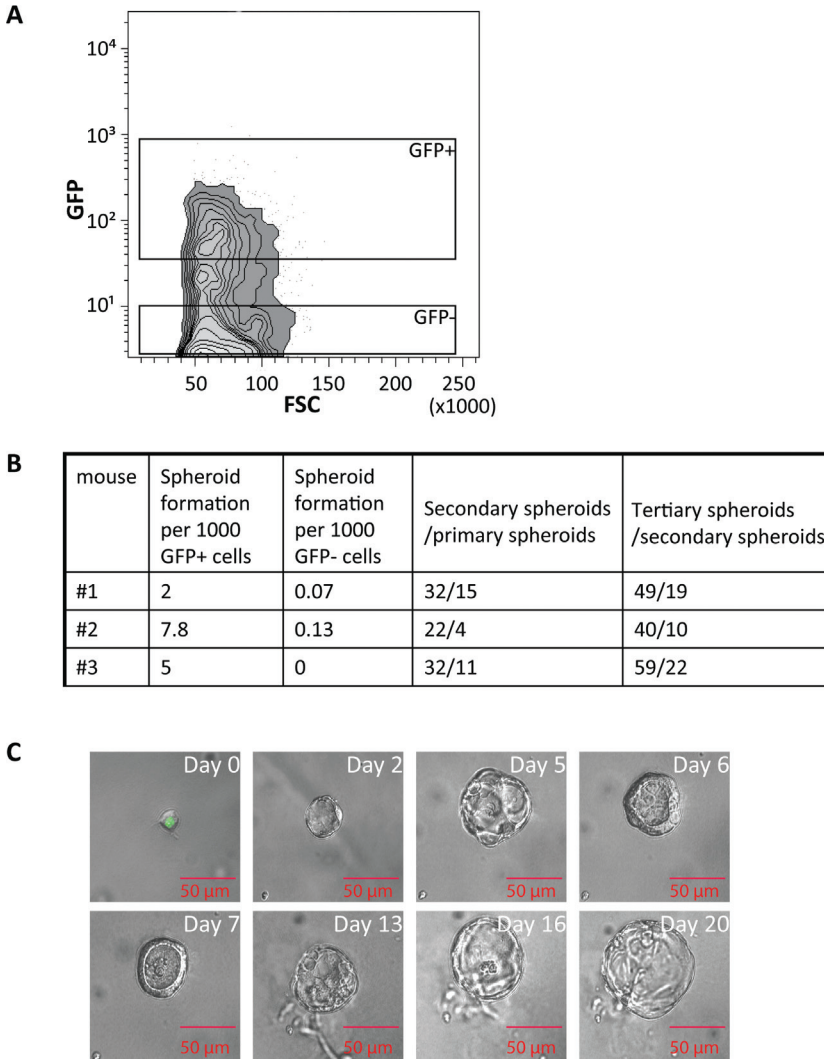 A
10⁴
10³
GFP+
GFP
10²
10¹
GFP-
50 100 150 200 250
FSC (x1000)
B
mouse
Spheroid
formation
per 1000
GFP+ cells
Spheroid
formation
per 1000
GFP- cells
Secondary spheroids
/primary spheroids
Tertiary spheroids
/secondary spheroids
#1 2 0.07 32/15 49/19
#2 7.8 0.13 22/4 40/10
#3 5 0 32/11 59/22
C
Day 0 Day 2 Day 5 Day 6
50 µm 50 µm 50 µm 50 µm
Day 7 Day 13 Day 16 Day 20
50 µm 50 µm 50 µm 50 µm